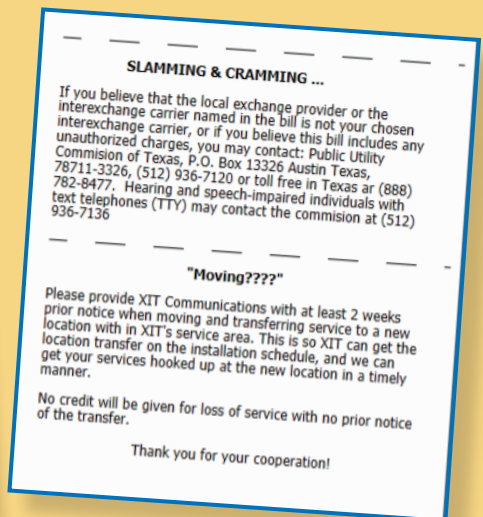 SLAMMING & CRAMMING ...
If you believe that the local exchange provider or the
interexchange carrier named in the bill is not your chosen
interexchange carrier, or if you believe this bill includes any
unauthorized charges, you may contact: Public Utility
Commision of Texas, P.O. Box 13326 Austin Texas,
78711-3326, (512) 936-7120 or toll free in Texas ar (888)
782-8477.  Hearing and speech-impaired individuals with
text telephones (TTY) may contact the commision at (512)
936-7136
"Moving????"
Please provide XIT Communications with at least 2 weeks
prior notice when moving and transferring service to a new
location with in XIT's service area. This is so XIT can get the
location transfer on the installation schedule, and we can
get your services hooked up at the new location in a timely
manner.
No credit will be given for loss of service with no prior notice
of the transfer.
Thank you for your cooperation!